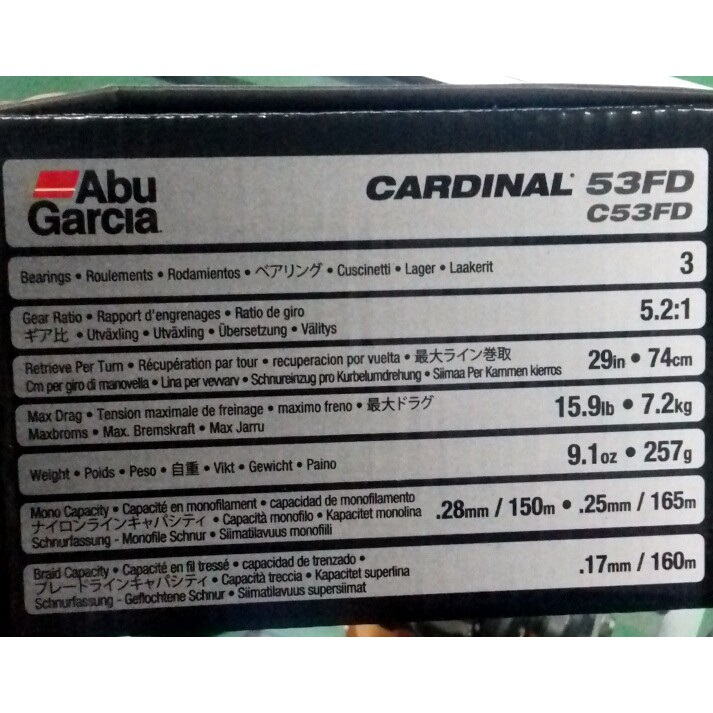 Abu
Garcia
CARDINAL 53FD
C53FD
Bearings • Roulements • Rodamientos • ベアリング • Cuscinetti • Lager • Laakerit
3
Gear Ratio • Rapport d'engrenages • Ratio de giro
ギア比 • Utväxling • Utväxling • Übersetzung • Välitys
5.2:1
Retrieve Per Turn • Récupération par tour • recuperacion por vuelta • 最大ライン巻取
Cm per giro di manovella • Lina per vevvarv • Schnureinzug pro Kurbelumdrehung • Siimaa Per Kammen kierros
29in • 74cm
Max Drag • Tension maximale de freinage • maximo freno • 最大ドラグ
Maxbroms • Max. Bremskraft • Max Jarru
15.9lb • 7.2kg
Weight • Poids • Peso • 自重 • Vikt • Gewicht • Paino
9.1oz • 257g
Mono Capacity • Capacité en monofilament • capacidad de monofilamento
ナイロンラインキャパシティ • Capacità monofilo • Kapacitet monolina
Schnurfassung - Monofile Schnur • Siimatilavuus monofiili
.28mm / 150m • .25mm / 165m
Braid Capacity • Capacité en fil tressé • capacidad de trenzado •
ブレードラインキャパシティ • Capacità treccia • Kapacitet superlina
Schnurfassung - Geflochtene Schnur • Siimatilavuus supersiimat
.17mm / 160m